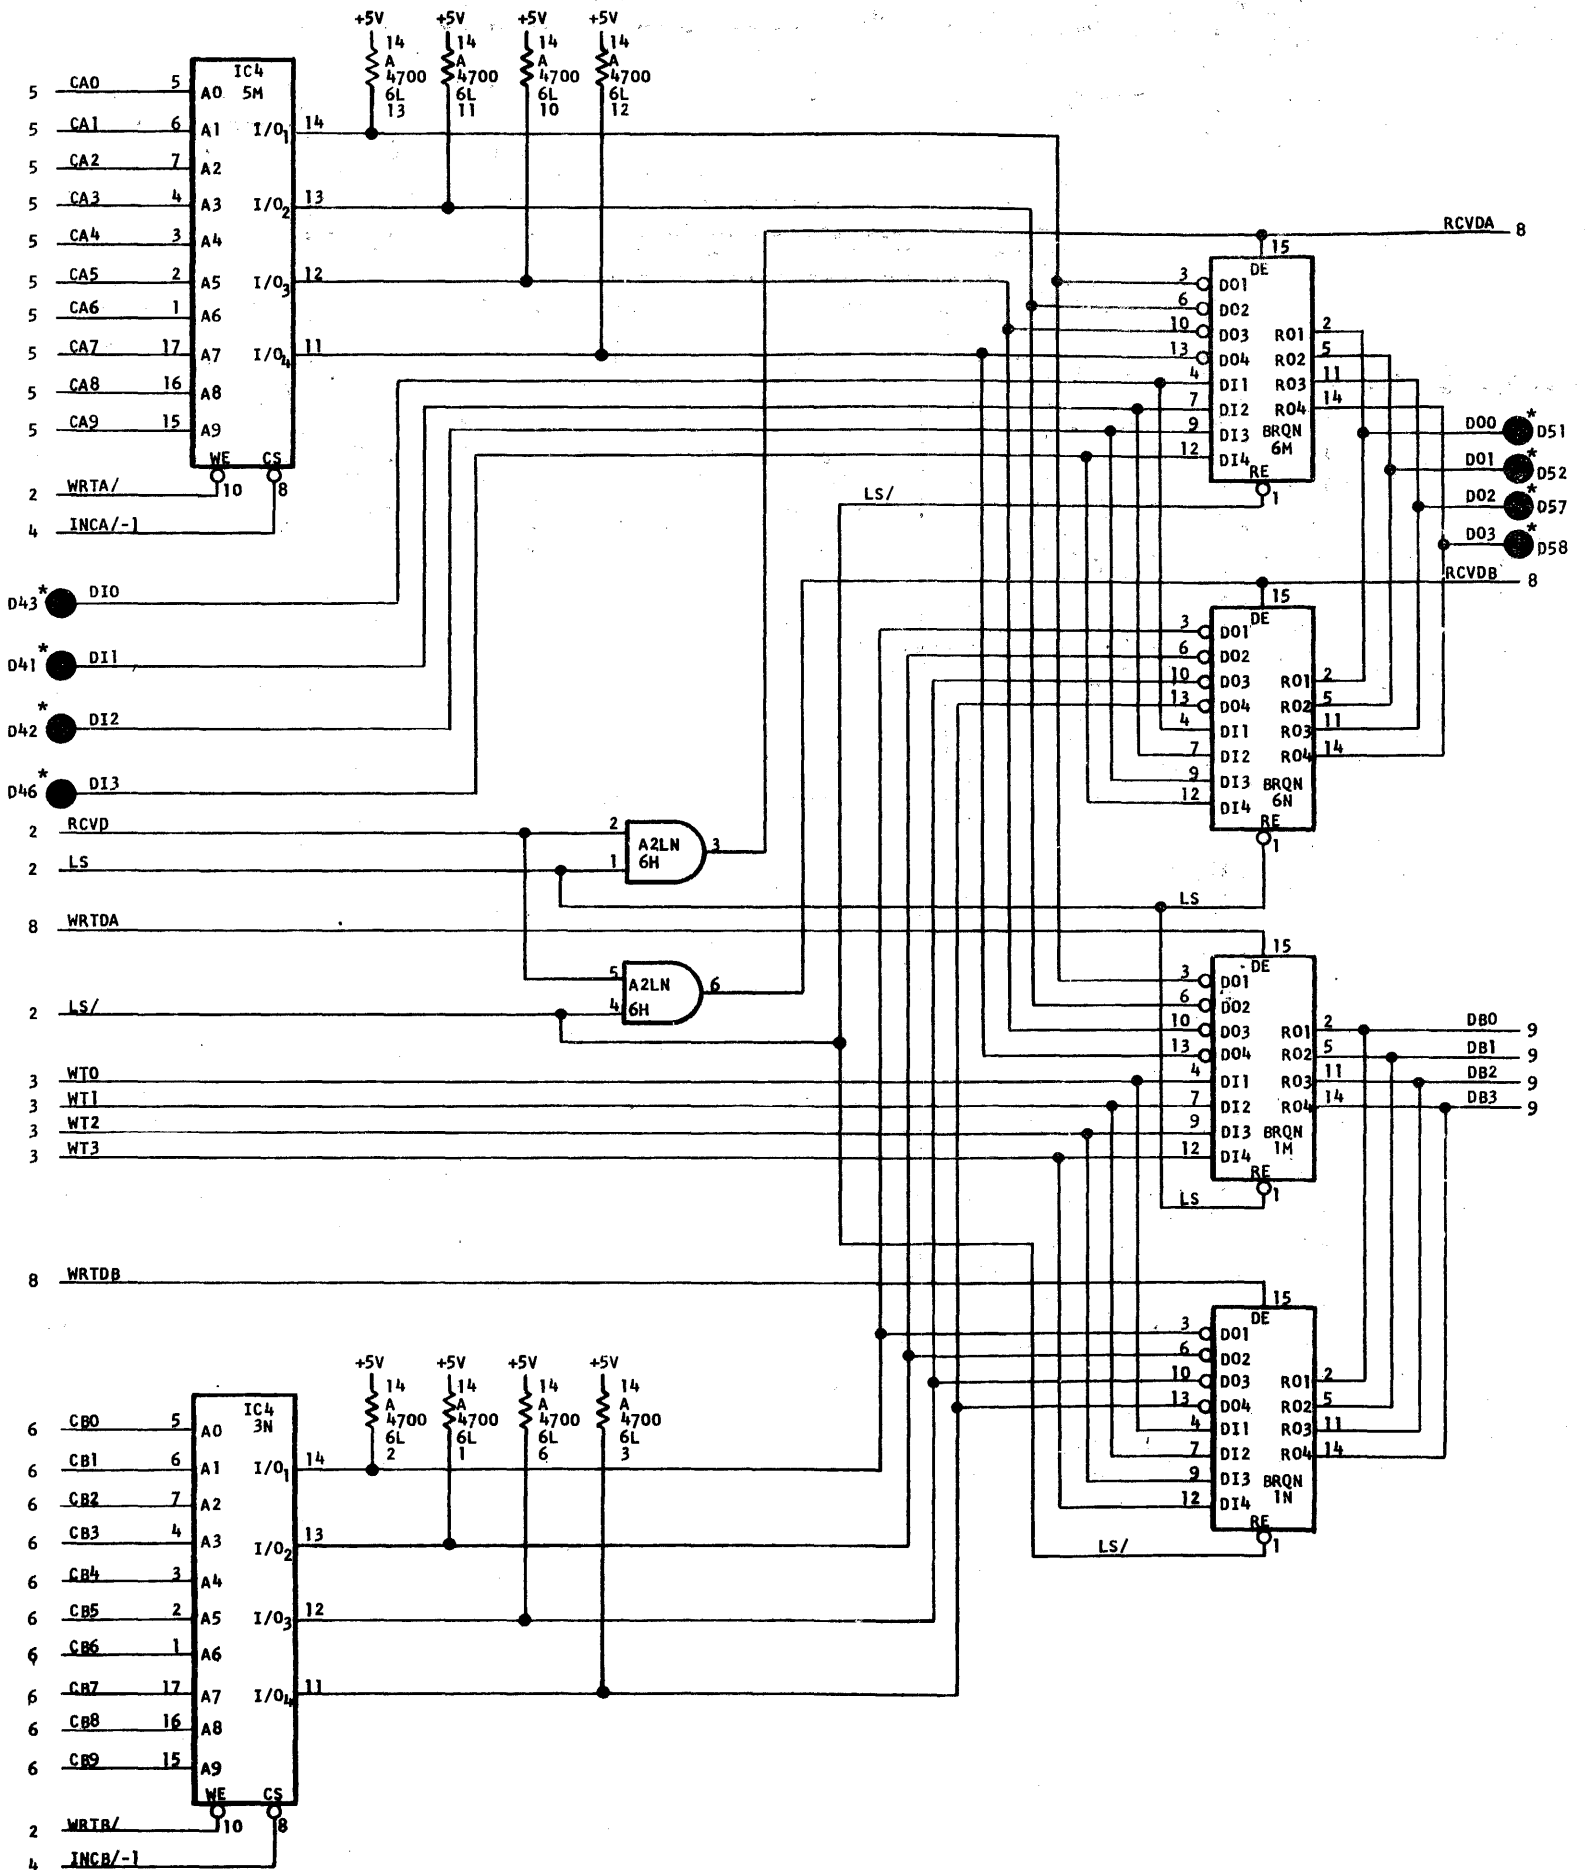 +5V +5V +5V +5V
14 14 14 14
A A A A
4700 4700 4700 4700
6L 6L 6L 6L
13 11 10 12
IC4
5M
5 CA0 5 A0
5 CA1 6 A1 I/O1 14
5 CA2 7 A2
5 CA3 4 A3 I/O2 13
5 CA4 3 A4
5 CA5 2 A5 I/O3 12
5 CA6 1 A6
5 CA7 17 A7 I/O4 11
5 CA8 16 A8
5 CA9 15 A9
WE CS
2 WRTA/ 10 8
4 INCA/-1
RCVDA 8
15
DE
3 DO1
6 DO2
10 DO3 RO1 2
13 DO4 RO2 5
4 DI1 RO3 11
7 DI2 RO4 14
9 DI3 BRQN
12 DI4 6M
RE
LS/ 1
DO0 * D51
DO1 * D52
DO2 * D57
DO3 * D58
D43 * DI0
D41 * DI1
D42 * DI2
D46 * DI3
RCVDB 8
15
DE
3 DO1
6 DO2
10 DO3 RO1 2
13 DO4 RO2 5
4 DI1 RO3 11
7 DI2 RO4 14
9 DI3 BRQN
12 DI4 6N
RE
1
LS
2 RCVD 2 A2LN 3
2 LS 1 6H
8 WRTDA
5 A2LN 6
2 LS/ 4 6H
15
DE
3 DO1
6 DO2
10 DO3 RO1 2 DB0 9
13 DO4 RO2 5 DB1 9
3 WT0 4 DI1 RO3 11 DB2 9
3 WT1 7 DI2 RO4 14 DB3 9
3 WT2 9 DI3 BRQN
3 WT3 12 DI4 1M
RE
LS 1
8 WRTDB
15
DE
3 DO1
6 DO2
10 DO3 RO1 2
13 DO4 RO2 5
4 DI1 RO3 11
7 DI2 RO4 14
9 DI3 BRQN
12 DI4 1N
RE
LS/ 1
+5V +5V +5V +5V
14 14 14 14
A A A A
4700 4700 4700 4700
6L 6L 6L 6L
2 1 6 3
IC4
3N
6 CB0 5 A0
6 CB1 6 A1 I/O1 14
6 CB2 7 A2
6 CB3 4 A3 I/O2 13
6 CB4 3 A4
6 CB5 2 A5 I/O3 12
6 CB6 1 A6
6 CB7 17 A7 I/O4 11
6 CB8 16 A8
6 CB9 15 A9
WE CS
2 WRTB/ 10 8
4 INCB/-1